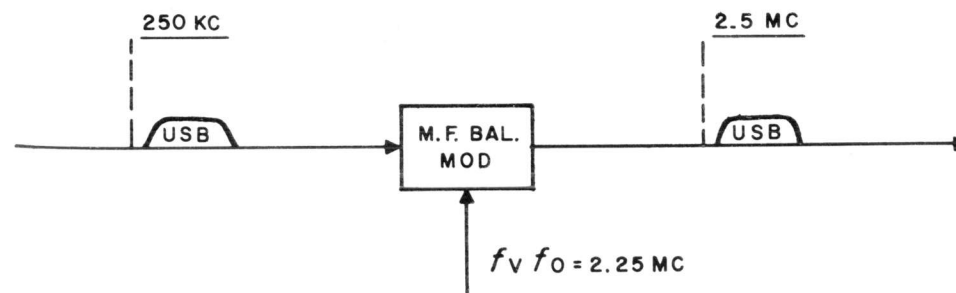 250 KC
2.5 MC
USB
M.F. BAL.
MOD
USB
fv fo = 2.25 MC